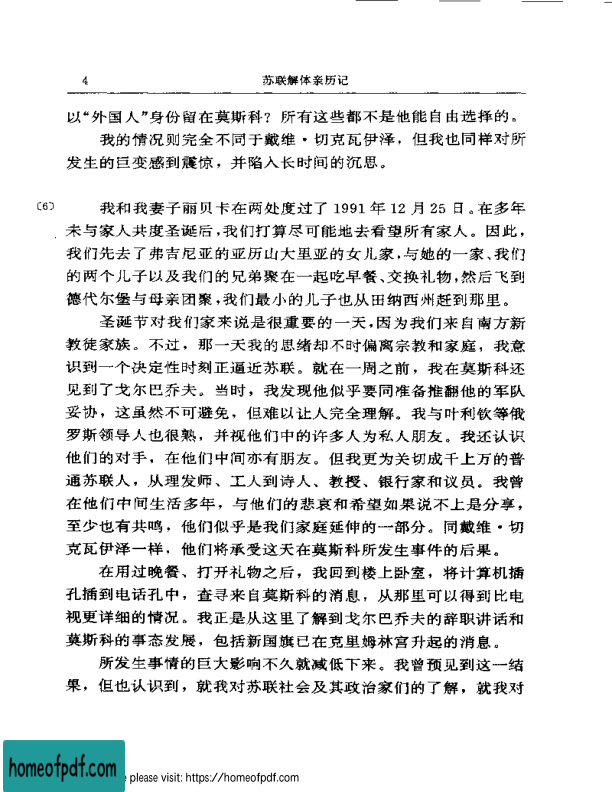 4 苏联解体亲历记
以“外国人”身份留在莫斯科？所有这些都不是他能自由选择的。
我的情况则完全不同于戴维·切克瓦伊泽，但我也同样对所
发生的巨变感到震惊，并陷入长时间的沉思。
〔6〕 我和我妻子丽贝卡在两处度过了1991年12月25日。在多年
未与家人共度圣诞后，我们打算尽可能地去看望所有家人。因此，
我们先去了弗吉尼亚的亚历山大里亚的女儿家，与她的一家、我们
的两个儿子以及我们的兄弟聚在一起吃早餐、交换礼物，然后飞到
德代尔堡与母亲团聚，我们最小的儿子也从田纳西州赶到那里。
圣诞节对我们家来说是很重要的一天，因为我们来自南方新
教徒家族。不过，那一天我的思绪却不时偏离宗教和家庭，我意
识到一个决定性时刻正逼近苏联。就在一周之前，我在莫斯科还
见到了戈尔巴乔夫。当时，我发现他似乎要同准备推翻他的军队
妥协，这虽然不可避免，但难以让人完全理解。我与叶利钦等俄
罗斯领导人也很熟，并视他们中的许多人为私人朋友。我还认识
他们的对手，在他们中间亦有朋友。但我更为关切成千上万的普
通苏联人，从理发师、工人到诗人、教授、银行家和议员。我曾
在他们中间生活多年，与他们的悲哀和希望如果说不上是分享，
至少也有共鸣，他们似乎是我们家庭延伸的一部分。同戴维·切
克瓦伊泽一样，他们将承受这天在莫斯科所发生事件的后果。
在用过晚餐、打开礼物之后，我回到楼上卧室，将计算机插
孔插到电话孔中，查寻来自莫斯科的消息，从那里可以得到比电
视更详细的情况。我正是从这里了解到戈尔巴乔夫的辞职讲话和
莫斯科的事态发展，包括新国旗已在克里姆林宫升起的消息。
所发生事情的巨大影响不久就减低下来。我曾预见到这一结
果，但也认识到，就我对苏联社会及其政治家们的了解，就我对
homeofpdf.com
e please visit: https://homeofpdf.com